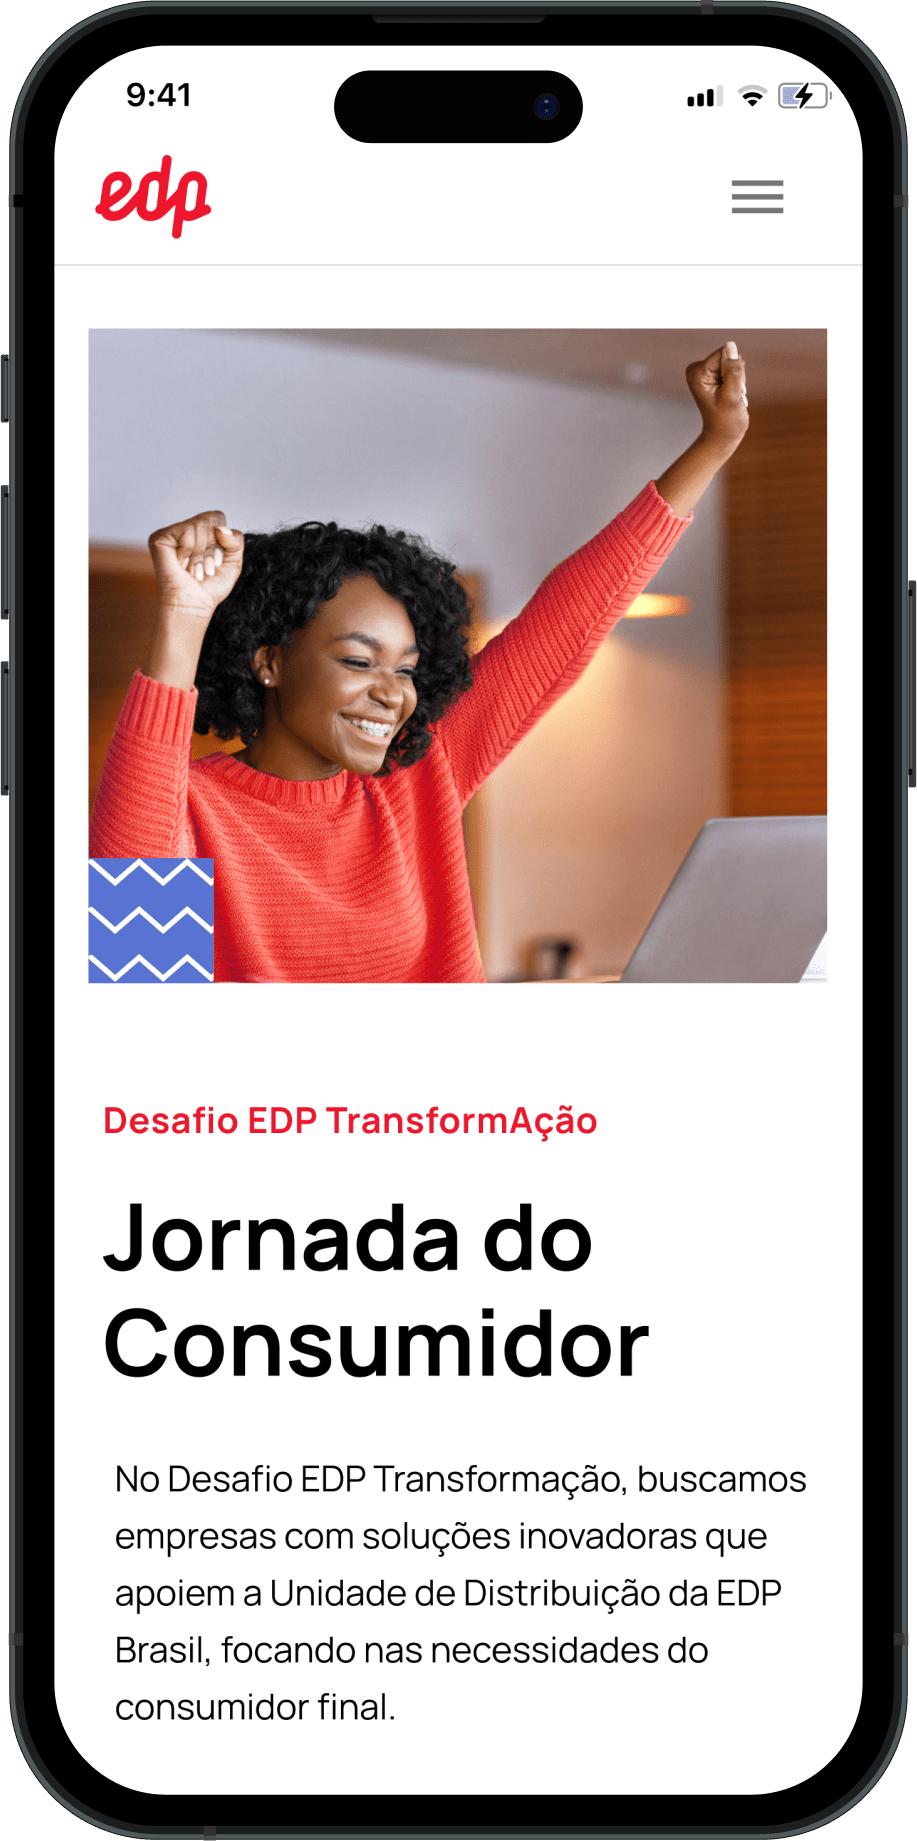 9:41
edp
Desafio EDP TransformAção
Jornada do
Consumidor
No Desafio EDP Transformação, buscamos
empresas com soluções inovadoras que
apoiem a Unidade de Distribuição da EDP
Brasil, focando nas necessidades do
consumidor final.